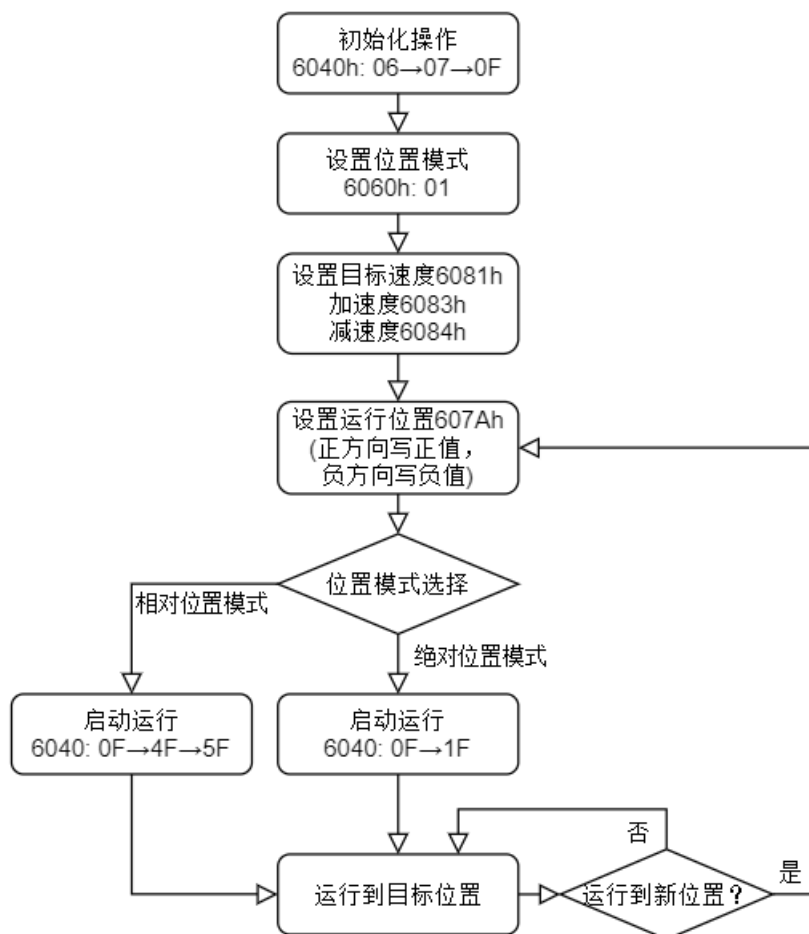 初始化操作
6040h: 06→07→0F
设置位置模式
6060h: 01
设置目标速度6081h
加速度6083h
减速度6084h
设置运行位置607Ah
(正方向写正值，
负方向写负值)
位置模式选择
相对位置模式
绝对位置模式
启动运行
6040: 0F→4F→5F
启动运行
6040: 0F→1F
否
是
运行到目标位置
运行到新位置？